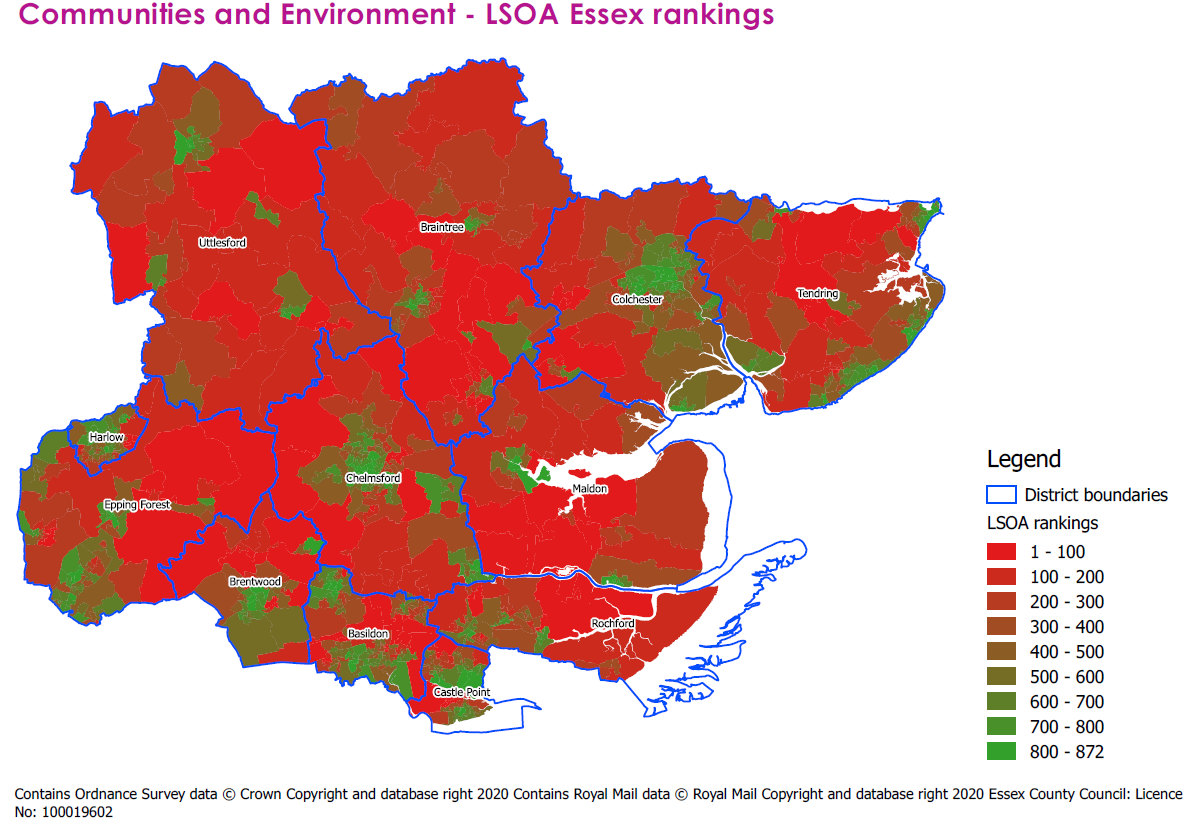 Communities and Environment - LSOA Essex rankings
Braintree
Uttlesford
Colchester
Tendring
Harlow
Chelmsford
Maldon
Epping Forest
Brentwood
Rochford
Basildon
Castle Point
Legend
District boundaries
LSOA rankings
1 - 100
100 - 200
200 - 300
300 - 400
400 - 500
500 - 600
600 - 700
700 - 800
800 - 872
Contains Ordnance Survey data © Crown Copyright and database right 2020 Contains Royal Mail data © Royal Mail Copyright and database right 2020 Essex County Council: Licence
No: 100019602